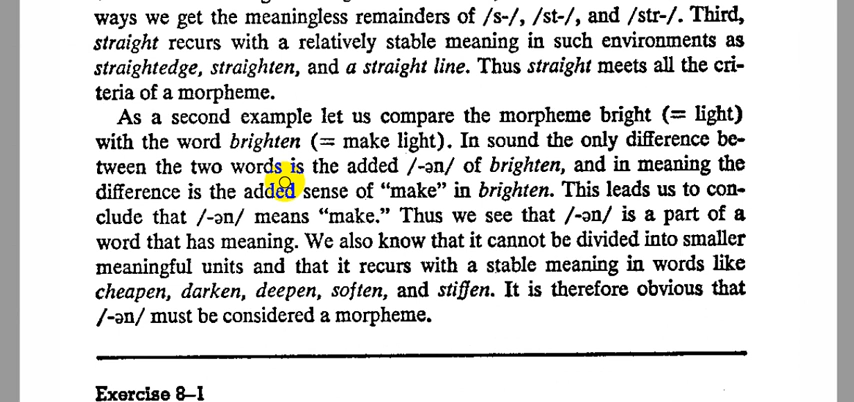 ways we get the meaningless remainders of /s-/, /st-/, and /str-/. Third,
straight recurs with a relatively stable meaning in such environments as
straightedge, straighten, and a straight line. Thus straight meets all the cri-
teria of a morpheme.
As a second example let us compare the morpheme bright (= light)
with the word brighten (= make light). In sound the only difference be-
tween the two words is the added /-ən/ of brighten, and in meaning the
difference is the added sense of “make” in brighten. This leads us to con-
clude that /-ən/ means “make.” Thus we see that /-ən/ is a part of a
word that has meaning. We also know that it cannot be divided into smaller
meaningful units and that it recurs with a stable meaning in words like
cheapen, darken, deepen, soften, and stiffen. It is therefore obvious that
/-ən/ must be considered a morpheme.
Exercise 8–1